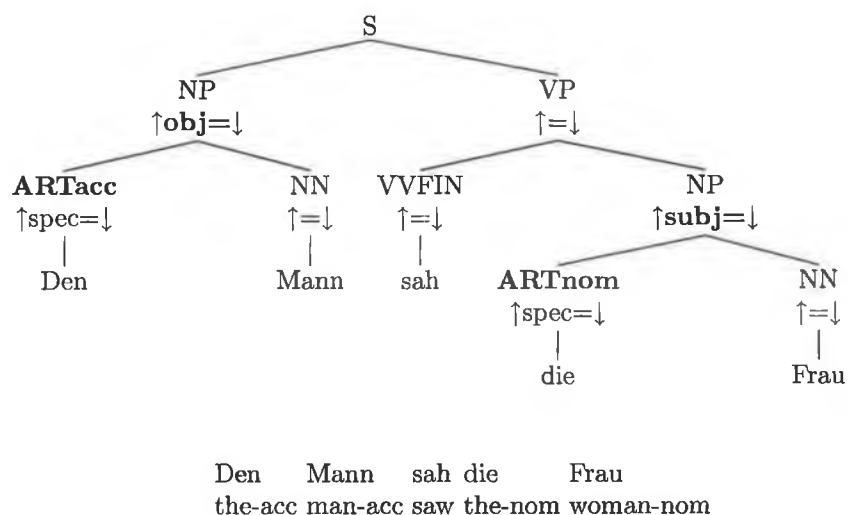 S
NP VP
↑obj=↓ ↑=↓
ARTacc NN VVFIN NP
↑spec=↓ ↑=↓ ↑=↓ ↑subj=↓
Den Mann sah ARTnom NN
↑spec=↓ ↑=↓
die Frau
Den Mann sah die Frau
the-acc man-acc saw the-nom woman-nom